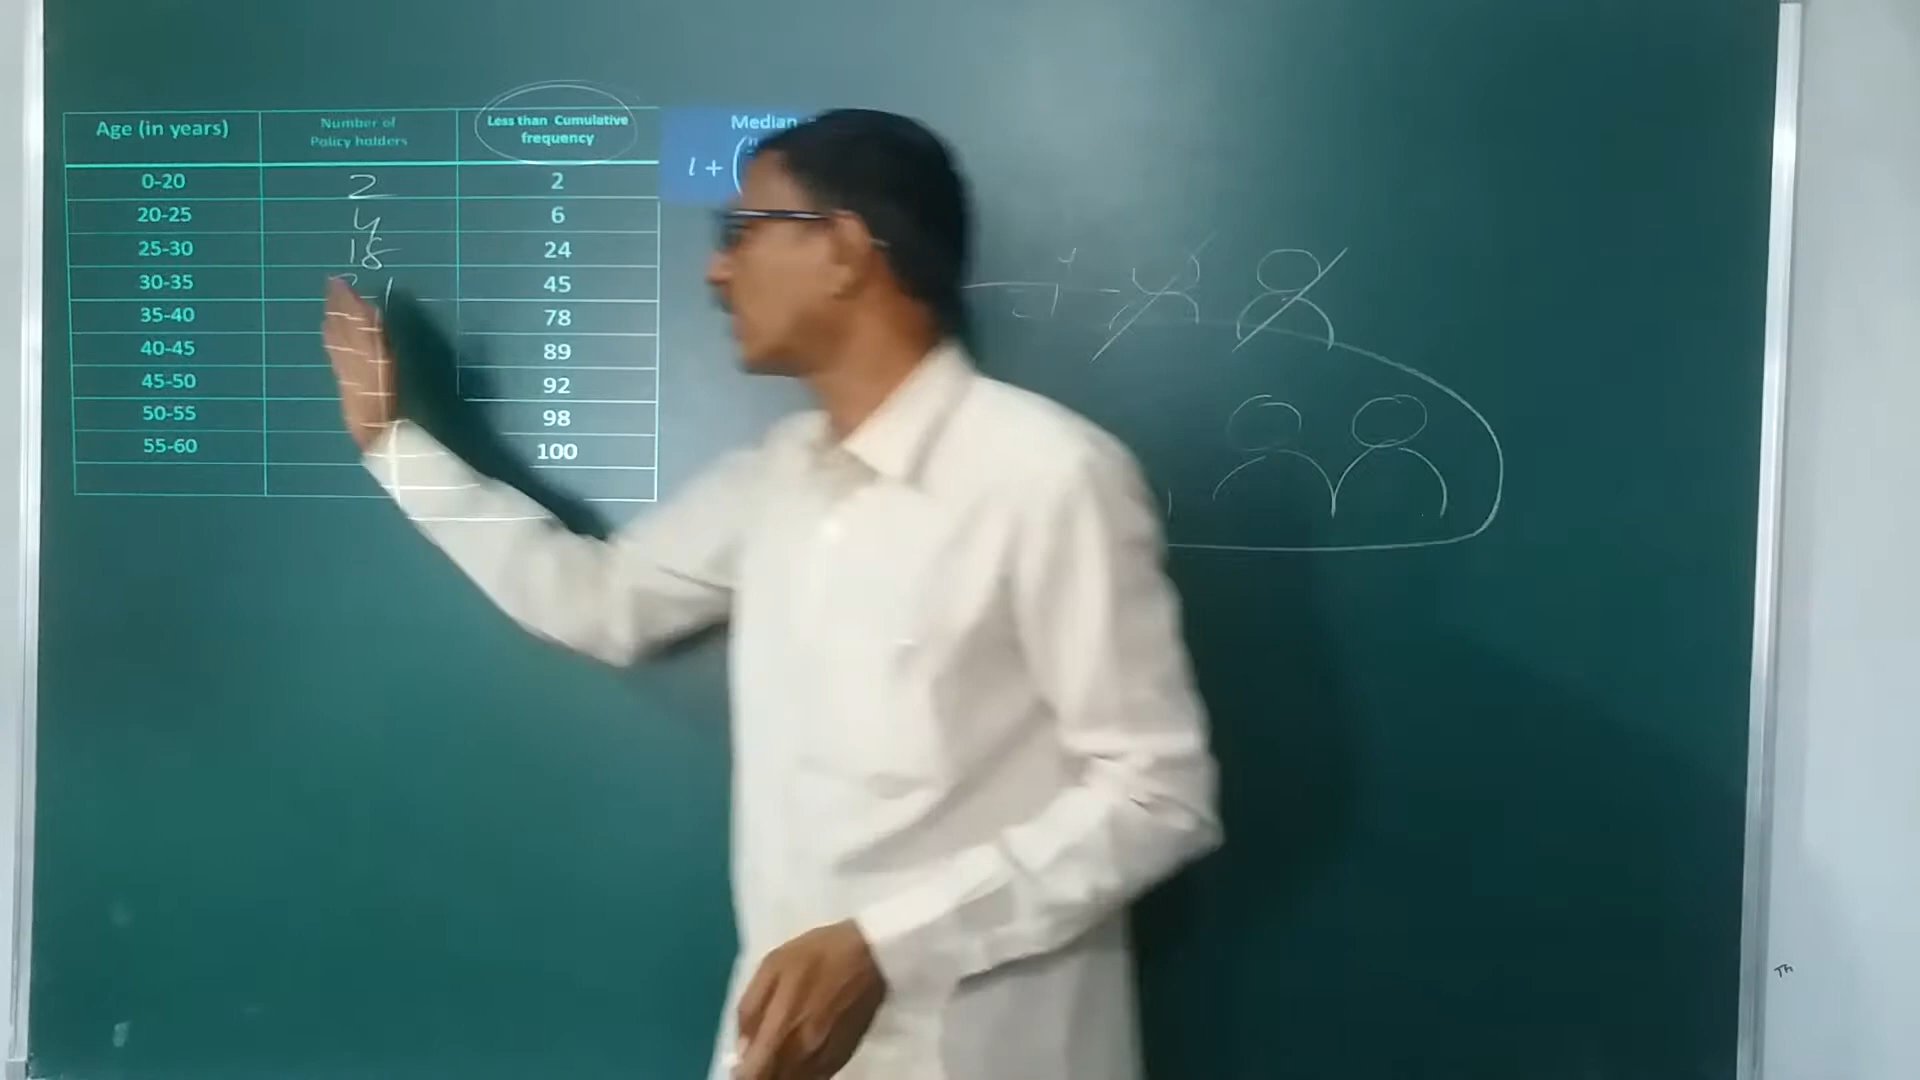 Age (in years) Number of Policy holders Less than Cumulative frequency
0-20 2 2
20-25 4 6
25-30 18 24
30-35 45
35-40 78
40-45 89
45-50 92
50-55 98
55-60 100
Median
l + (
Th